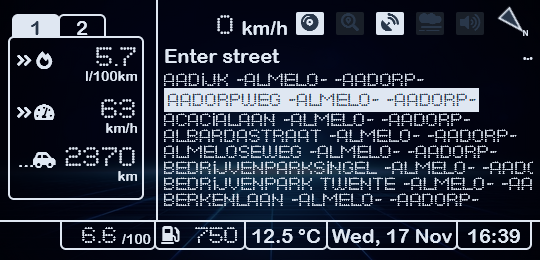 1 2
0 km/h
N
Enter street
...
5.7
l/100km
63
km/h
2370
km
AADIJK -ALMELO- -AADORP-
AADORPWEG -ALMELO- -AADORP-
ACACIALAAN -ALMELO- -AADORP-
ALBARDASTRAAT -ALMELO- -AADORP-
ALMELOSEWEG -ALMELO- -AADORP-
BEDRIJVENPARKSINGEL -ALMELO- -AADO
BEDRIJVENPARK TWENTE -ALMELO- -AA
BERKENLAAN -ALMELO- -AADORP-
6.6 /100 750 12.5 °C Wed, 17 Nov 16:39